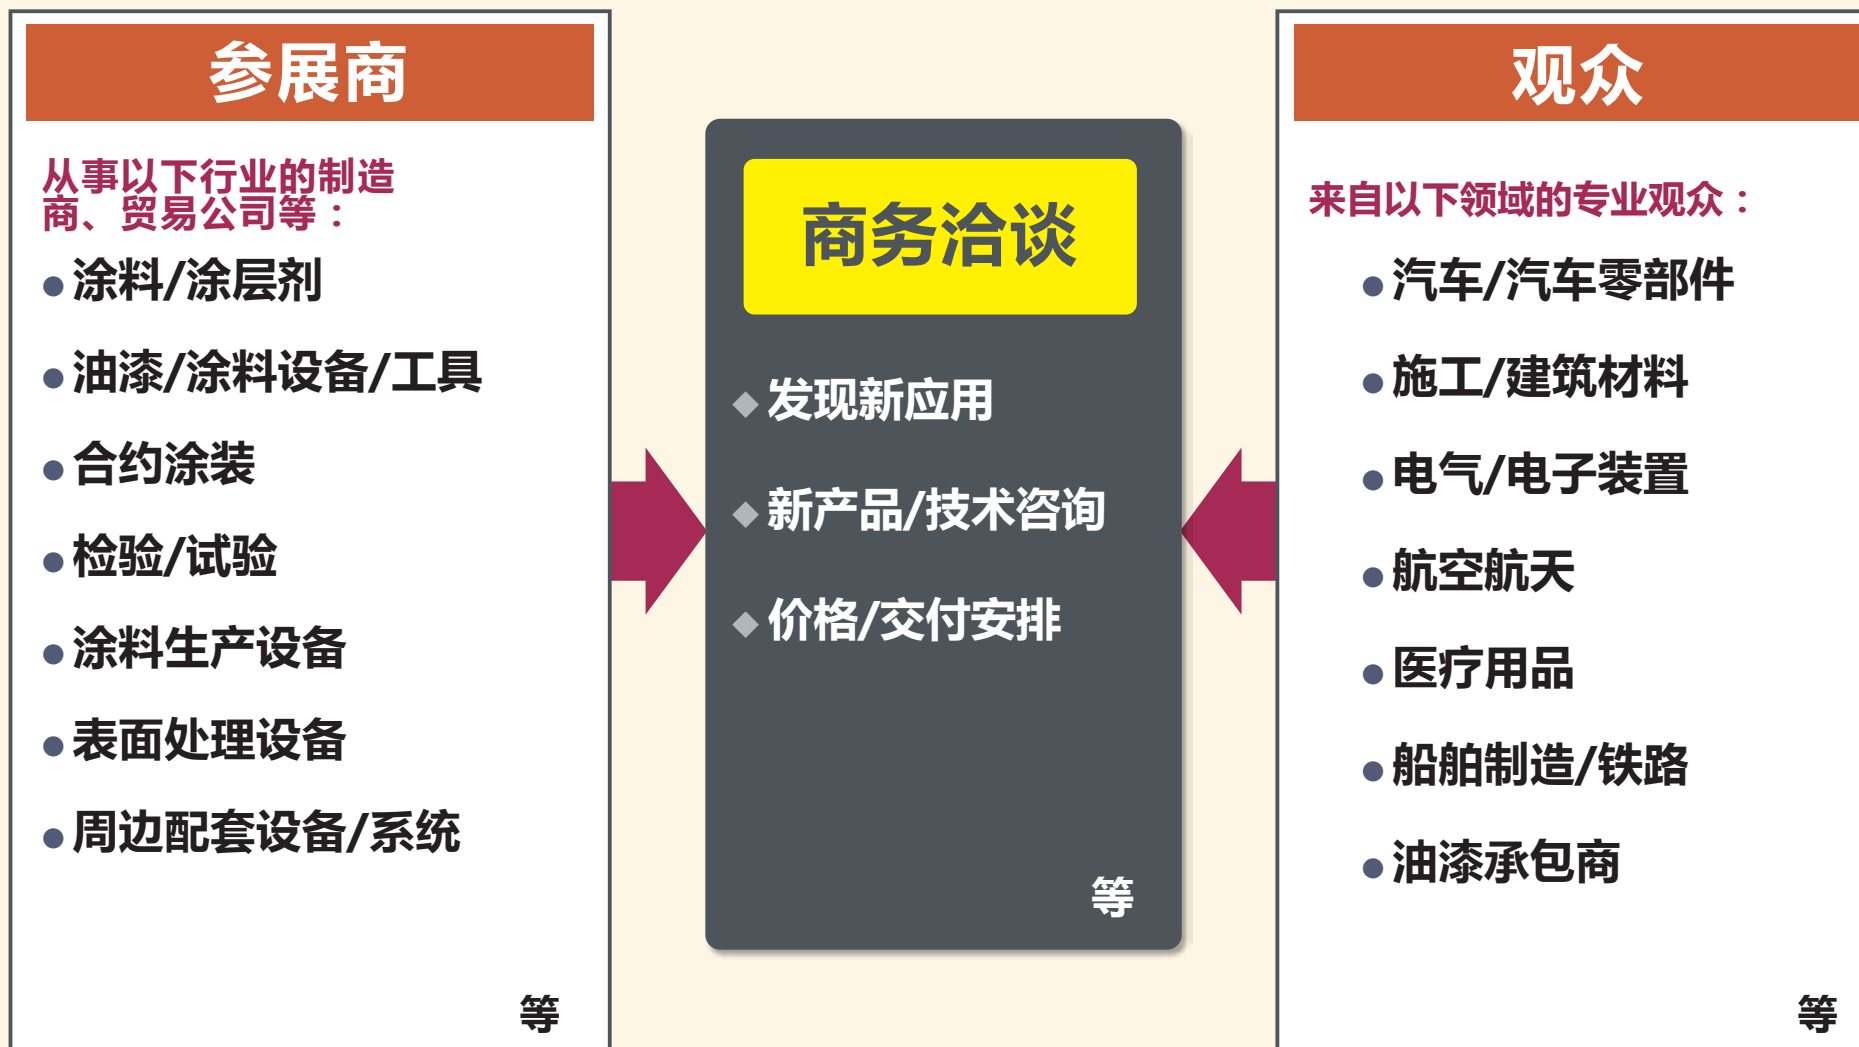 参展商
从事以下行业的制造
商、贸易公司等：
●涂料/涂层剂
●油漆/涂料设备/工具
●合约涂装
●检验/试验
●涂料生产设备
●表面处理设备
●周边配套设备/系统
等
商务洽谈
◆发现新应用
◆新产品/技术咨询
◆价格/交付安排
等
观众
来自以下领域的专业观众：
●汽车/汽车零部件
●施工/建筑材料
●电气/电子装置
●航空航天
●医疗用品
●船舶制造/铁路
●油漆承包商
等